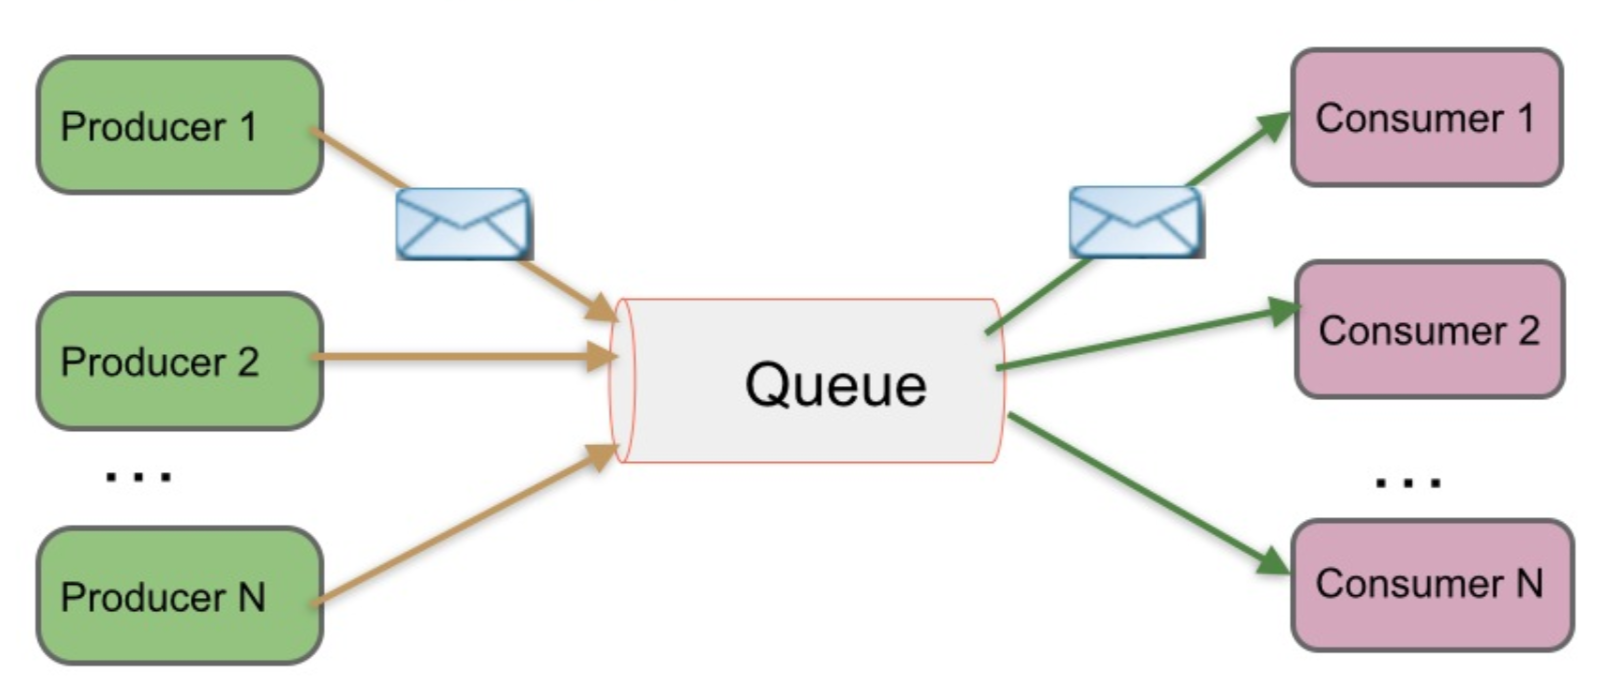 Producer 1
Producer 2
...
Producer N
Queue
Consumer 1
Consumer 2
...
Consumer N